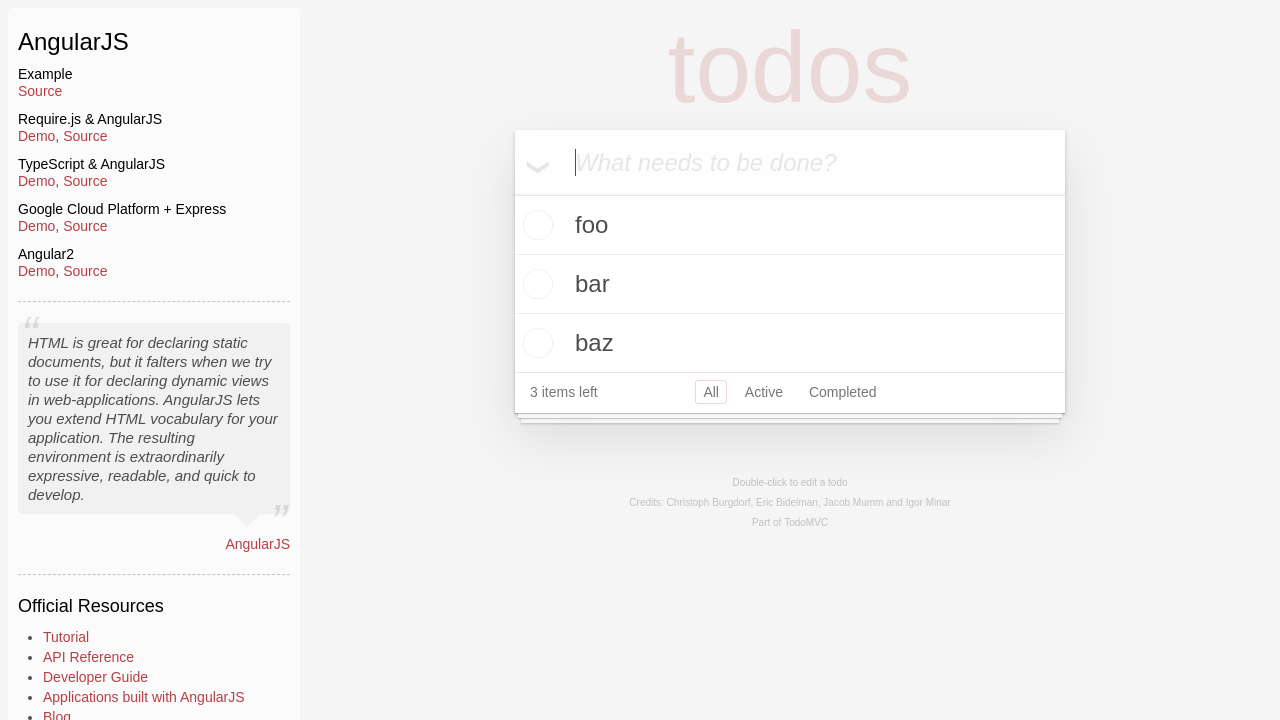 AngularJS
Example
Source
Require.js & AngularJS
Demo, Source
TypeScript & AngularJS
Demo, Source
Google Cloud Platform + Express
Demo, Source
Angular2
Demo, Source
“
HTML is great for declaring static
documents, but it falters when we try
to use it for declaring dynamic views
in web-applications. AngularJS lets
you extend HTML vocabulary for your
application. The resulting
environment is extraordinarily
expressive, readable, and quick to
develop.
”
AngularJS
Official Resources
Tutorial
API Reference
Developer Guide
Applications built with AngularJS
Blog
todos
What needs to be done?
foo
bar
baz
3 items left All Active Completed
Double-click to edit a todo
Credits: Christoph Burgdorf, Eric Bidelman, Jacob Mumm and Igor Minar
Part of TodoMVC